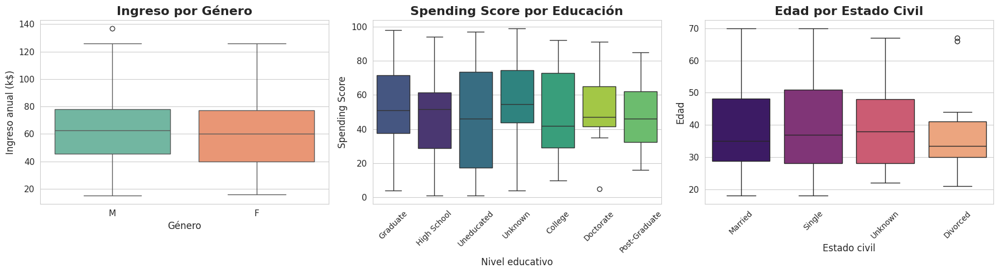 Ingreso por Género
140
120
100
80
60
40
20
Ingreso anual (k$)
M
F
Género
Spending Score por Educación
100
80
60
40
20
0
Spending Score
Graduate
High School
Uneducated
Unknown
College
Doctorate
Post-Graduate
Nivel educativo
Edad por Estado Civil
70
60
50
40
30
20
Edad
Married
Single
Unknown
Divorced
Estado civil